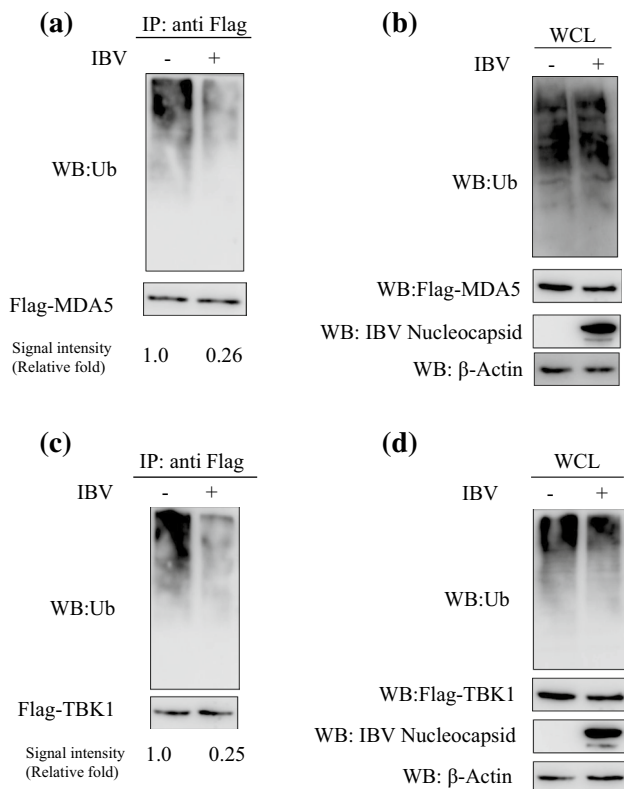 (a)
IP: anti Flag
IBV - +
WB:Ub
Flag-MDA5
Signal intensity
(Relative fold) 1.0 0.26
(b)
WCL
IBV - +
WB:Ub
WB:Flag-MDA5
WB: IBV Nucleocapsid
WB: β-Actin
(c)
IP: anti Flag
IBV - +
WB:Ub
Flag-TBK1
Signal intensity
(Relative fold) 1.0 0.25
(d)
WCL
IBV - +
WB:Ub
WB:Flag-TBK1
WB: IBV Nucleocapsid
WB: β-Actin